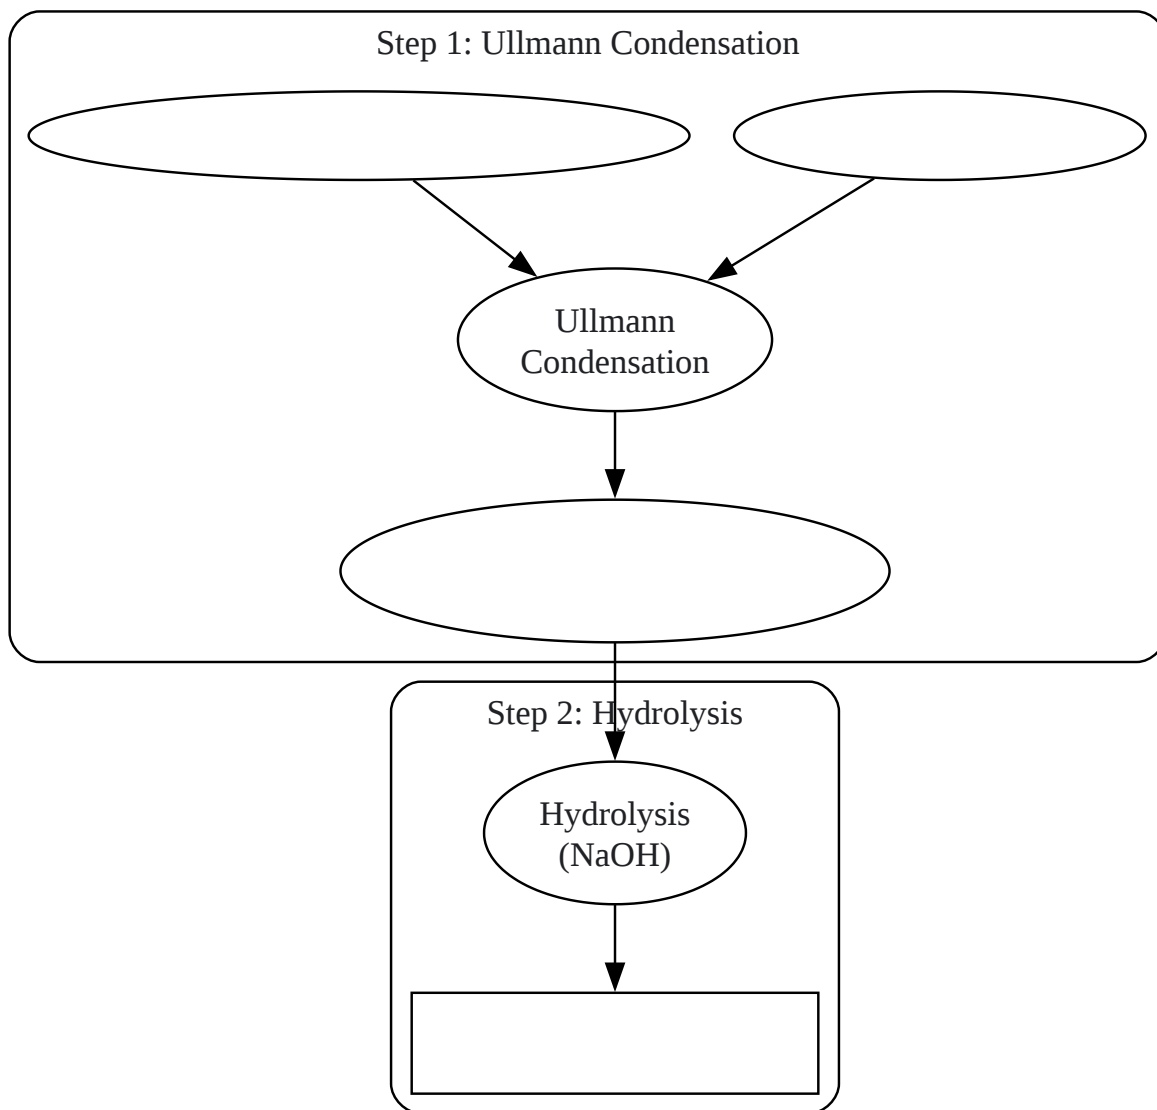 Step 1: Ullmann Condensation
Ullmann
Condensation
Step 2: Hydrolysis
Hydrolysis
(NaOH)